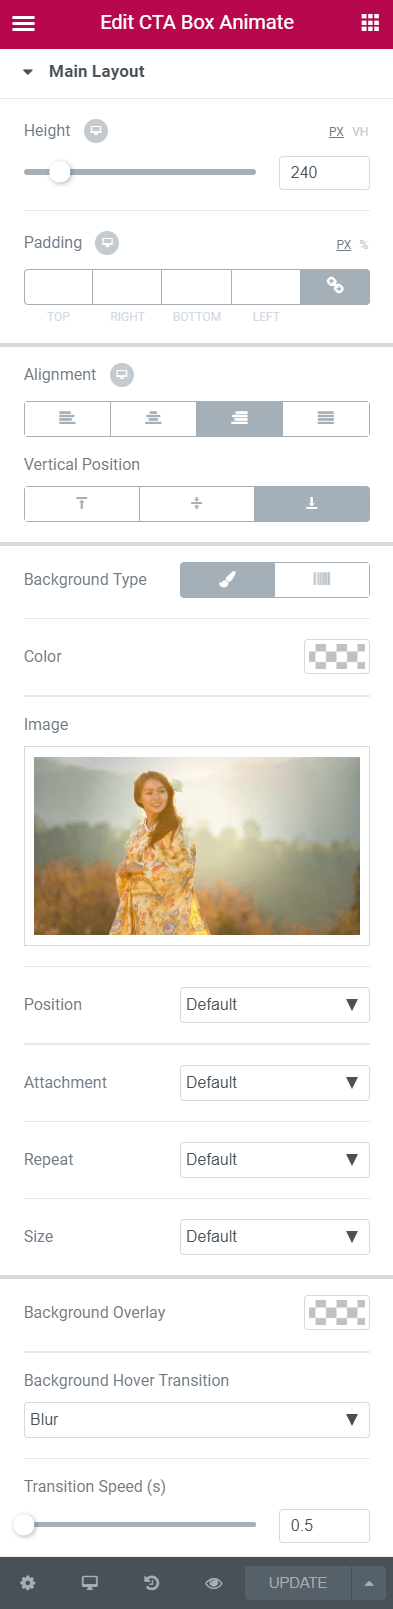 Edit CTA Box Animate
Main Layout
Height PX VH
240
Padding PX %
TOP RIGHT BOTTOM LEFT
Alignment
Vertical Position
Background Type
Color
Image
Position Default
Attachment Default
Repeat Default
Size Default
Background Overlay
Background Hover Transition
Blur
Transition Speed (s)
0.5
UPDATE